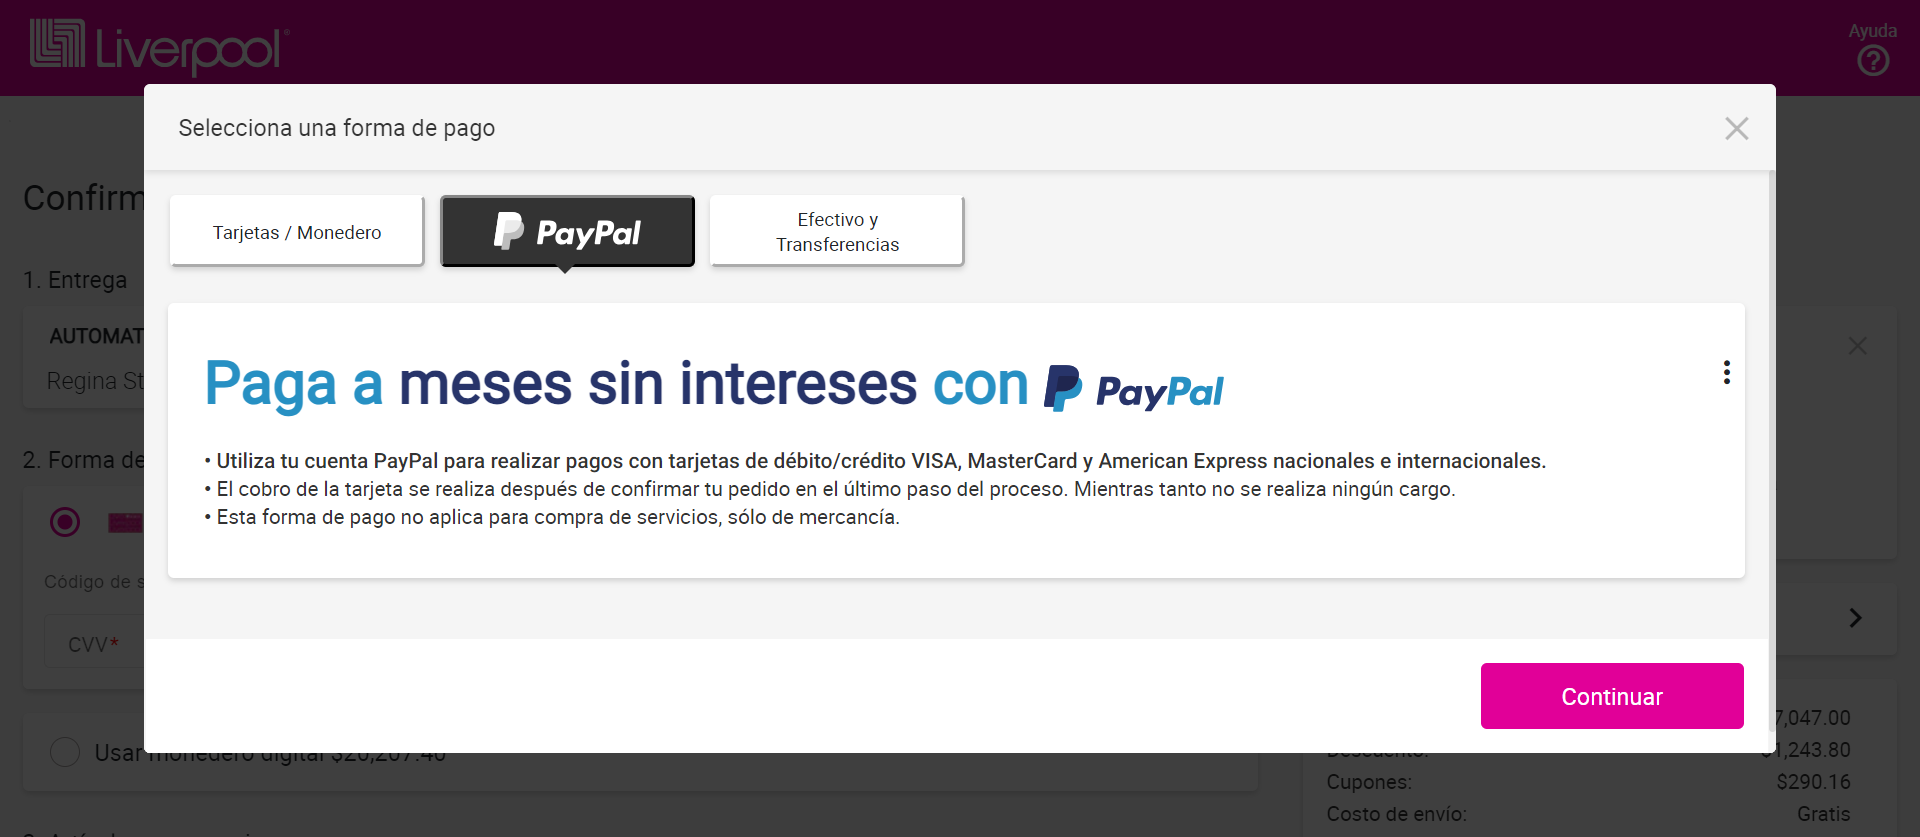 Liverpool
Ayuda
Selecciona una forma de pago
Tarjetas / Monedero
PayPal
Efectivo y
Transferencias
Confirm
1. Entrega
AUTOMAT
Regina St
Paga a meses sin intereses con PayPal
• Utiliza tu cuenta PayPal para realizar pagos con tarjetas de débito/crédito VISA, MasterCard y American Express nacionales e internacionales.
• El cobro de la tarjeta se realiza después de confirmar tu pedido en el último paso del proceso. Mientras tanto no se realiza ningún cargo.
• Esta forma de pago no aplica para compra de servicios, sólo de mercancía.
2. Forma de
Código de s
CVV*
Continuar
7,047.00
Usar monedero digital $20,207.40
Descuento: $1,243.80
Cupones: $290.16
Costo de envío: Gratis